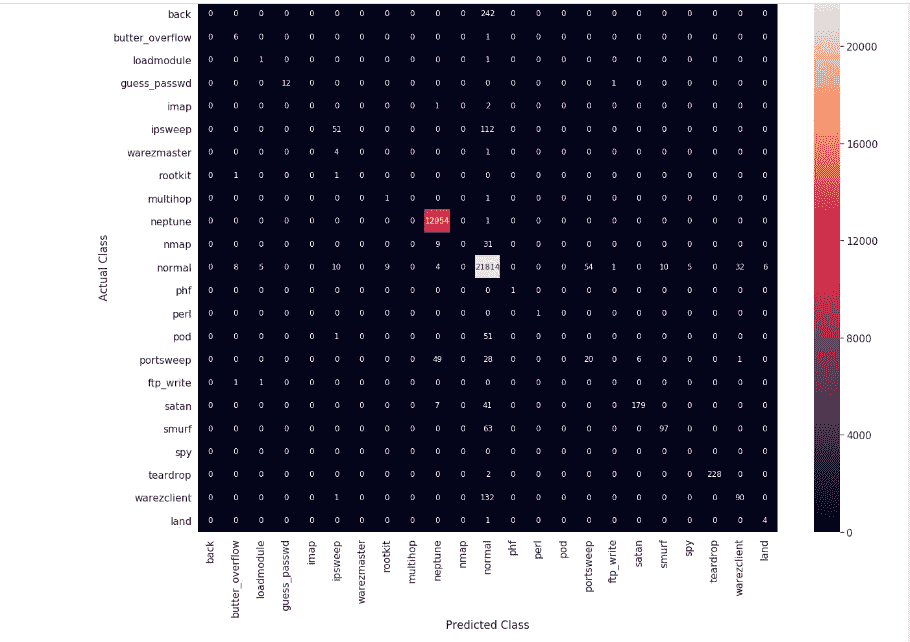 back 0 0 0 0 0 0 0 0 0 0 0 242 0 0 0 0 0 0 0 0 0 0 0
butter_overflow 0 6 0 0 0 0 0 0 0 0 0 1 0 0 0 0 0 0 0 0 0 0 0
loadmodule 0 0 1 0 0 0 0 0 0 0 0 1 0 0 0 0 0 0 0 0 0 0 0
guess_passwd 0 0 0 12 0 0 0 0 0 0 0 0 0 0 0 0 1 0 0 0 0 0 0
imap 0 0 0 0 0 0 0 0 0 1 0 2 0 0 0 0 0 0 0 0 0 0 0
ipsweep 0 0 0 0 0 51 0 0 0 0 0 112 0 0 0 0 0 0 0 0 0 0 0
warezmaster 0 0 0 0 0 4 0 0 0 0 0 1 0 0 0 0 0 0 0 0 0 0 0
rootkit 0 1 0 0 0 1 0 0 0 0 0 0 0 0 0 0 0 0 0 0 0 0 0
multihop 0 0 0 0 0 0 0 1 0 0 0 1 0 0 0 0 0 0 0 0 0 0 0
neptune 0 0 0 0 0 0 0 0 0 12954 0 1 0 0 0 0 0 0 0 0 0 0 0
nmap 0 0 0 0 0 0 0 0 0 9 0 31 0 0 0 0 0 0 0 0 0 0 0
normal 0 8 5 0 0 10 0 9 0 4 0 21814 0 0 0 54 1 0 10 5 0 32 6
phf 0 0 0 0 0 0 0 0 0 0 0 0 1 0 0 0 0 0 0 0 0 0 0
perl 0 0 0 0 0 0 0 0 0 0 0 0 0 1 0 0 0 0 0 0 0 0 0
pod 0 0 0 0 0 1 0 0 0 0 0 51 0 0 0 0 0 0 0 0 0 0 0
portsweep 0 0 0 0 0 0 0 0 0 49 0 28 0 0 0 20 0 6 0 0 0 1 0
ftp_write 0 1 1 0 0 0 0 0 0 0 0 0 0 0 0 0 0 0 0 0 0 0 0
satan 0 0 0 0 0 0 0 0 0 7 0 41 0 0 0 0 0 179 0 0 0 0 0
smurf 0 0 0 0 0 0 0 0 0 0 0 63 0 0 0 0 0 0 97 0 0 0 0
spy 0 0 0 0 0 0 0 0 0 0 0 0 0 0 0 0 0 0 0 0 0 0 0
teardrop 0 0 0 0 0 0 0 0 0 0 0 2 0 0 0 0 0 0 0 0 228 0 0
warezclient 0 0 0 0 0 1 0 0 0 0 0 132 0 0 0 0 0 0 0 0 0 90 0
land 0 0 0 0 0 0 0 0 0 0 0 1 0 0 0 0 0 0 0 0 0 0 4
back butter_overflow loadmodule guess_passwd imap ipsweep warezmaster rootkit multihop neptune nmap normal phf perl pod portsweep ftp_write satan smurf spy teardrop warezclient land
Predicted Class
Actual Class
20000
16000
12000
8000
4000
0